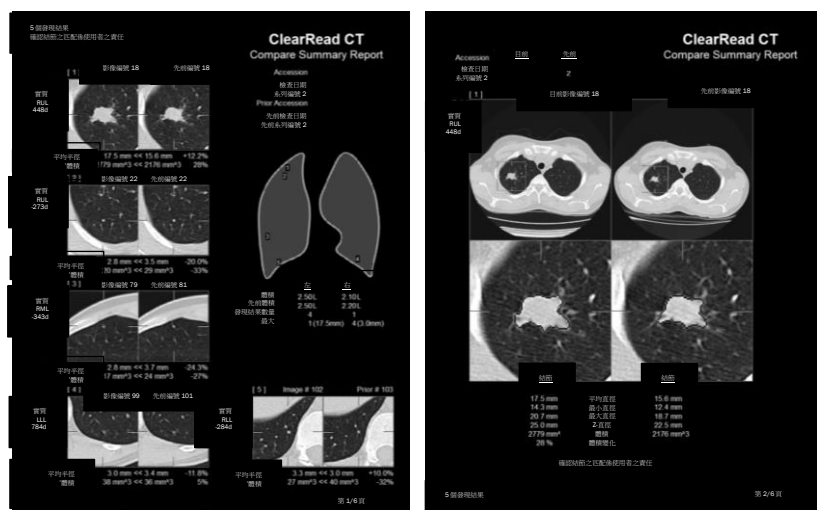 5 個發現結果
確認結節之匹配係使用者之責任
ClearRead CT
Compare Summary Report
[ 1 ]
影像編號 18
先前編號 18
實質
RUL
448d
平均半徑
17.5 mm << 15.6 mm
+12.2%
體積
2779 mm^3 << 2176 mm^3
28%
影像編號 22
先前編號 22
實質
RUL
-273d
平均半徑
2.8 mm << 3.5 mm
-20.0%
體積
20 mm^3 << 29 mm^3
-33%
[ 3 ]
影像編號 79
先前編號 81
實質
RML
-343d
平均半徑
2.8 mm << 3.7 mm
-24.3%
體積
17 mm^3 << 24 mm^3
-27%
[ 4 ]
影像編號 99
先前編號 101
實質
LLL
784d
平均半徑
3.0 mm << 3.4 mm
-11.8%
體積
38 mm^3 << 36 mm^3
5%
Accession
檢查日期
系列編號 2
Prior Accession
先前檢查日期
先前系列編號 2
左
右
體積
2.50L
2.10L
先前體積
2.50L
2.20L
發現結果數量
4
1
最大
1 (17.5mm)
4 (3.0mm)
[ 5 ]
Image # 102
Prior # 103
實質
RLL
-284d
平均半徑
3.3 mm << 3.0 mm
+10.0%
體積
27 mm^3 << 40 mm^3
-32%
第 1/6 頁
ClearRead CT
Compare Summary Report
目前
先前
Accession
檢查日期
系列編號 2
2
[ 1 ]
目前影像編號 18
先前影像編號 18
實質
RUL
448d
結節
結節
17.5 mm
平均直徑
15.6 mm
14.3 mm
最小直徑
12.4 mm
20.7 mm
最大直徑
18.7 mm
25.0 mm
Z-直徑
22.5 mm
2779 mm³
體積
2176 mm^3
28 %
體積變化
確認結節之匹配係使用者之責任
5 個發現結果
第 2/6 頁